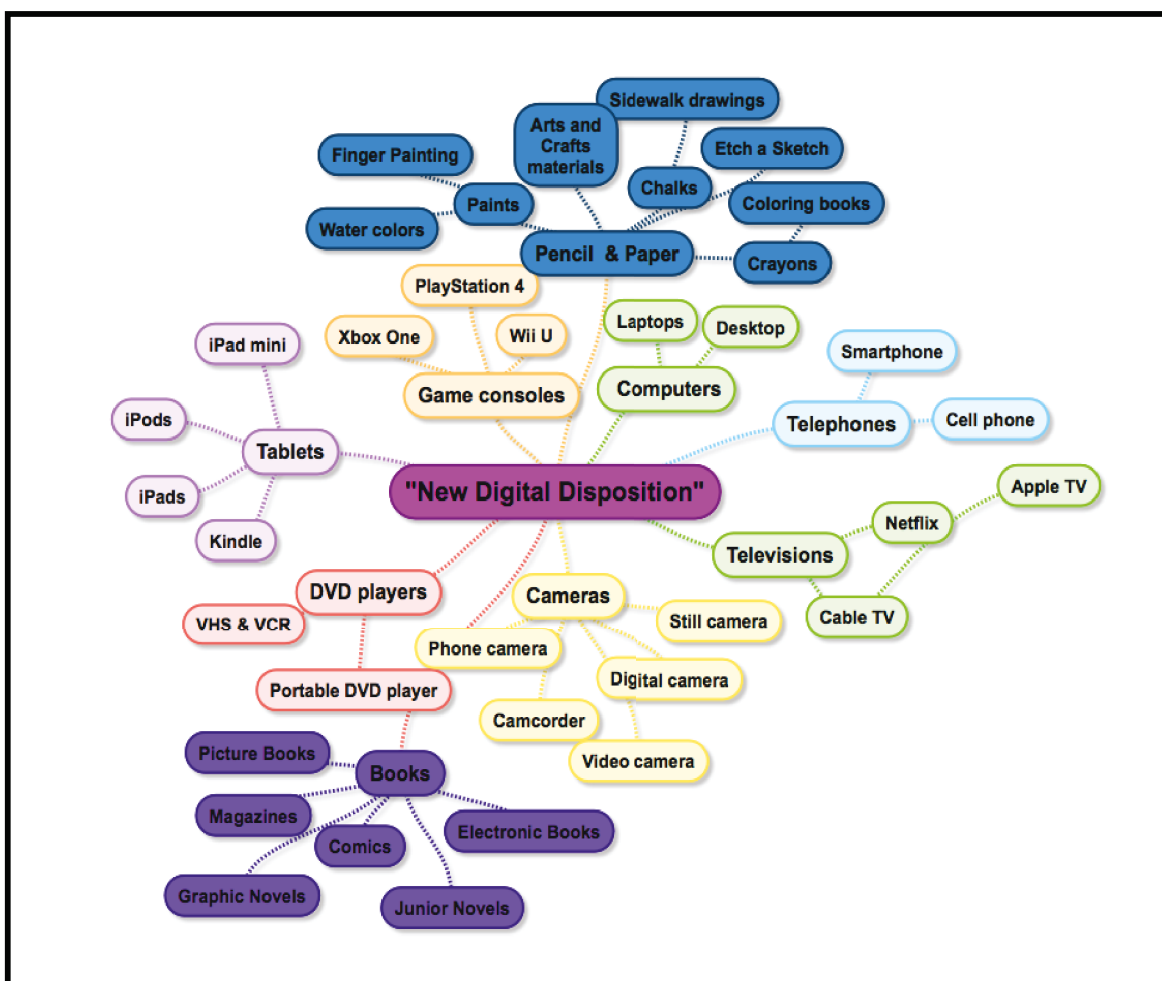 Sidewalk drawings
Arts and
Crafts
materials
Etch a Sketch
Finger Painting
Chalks
Paints
Coloring books
Water colors
Pencil & Paper
Crayons
PlayStation 4
Laptops
Desktop
Xbox One
Wii U
iPad mini
Smartphone
Game consoles
Computers
iPods
Telephones
Cell phone
Tablets
"New Digital Disposition"
Apple TV
iPads
Netflix
Kindle
Televisions
DVD players
Cameras
VHS & VCR
Still camera
Cable TV
Phone camera
Portable DVD player
Digital camera
Camcorder
Picture Books
Video camera
Books
Magazines
Electronic Books
Comics
Graphic Novels
Junior Novels